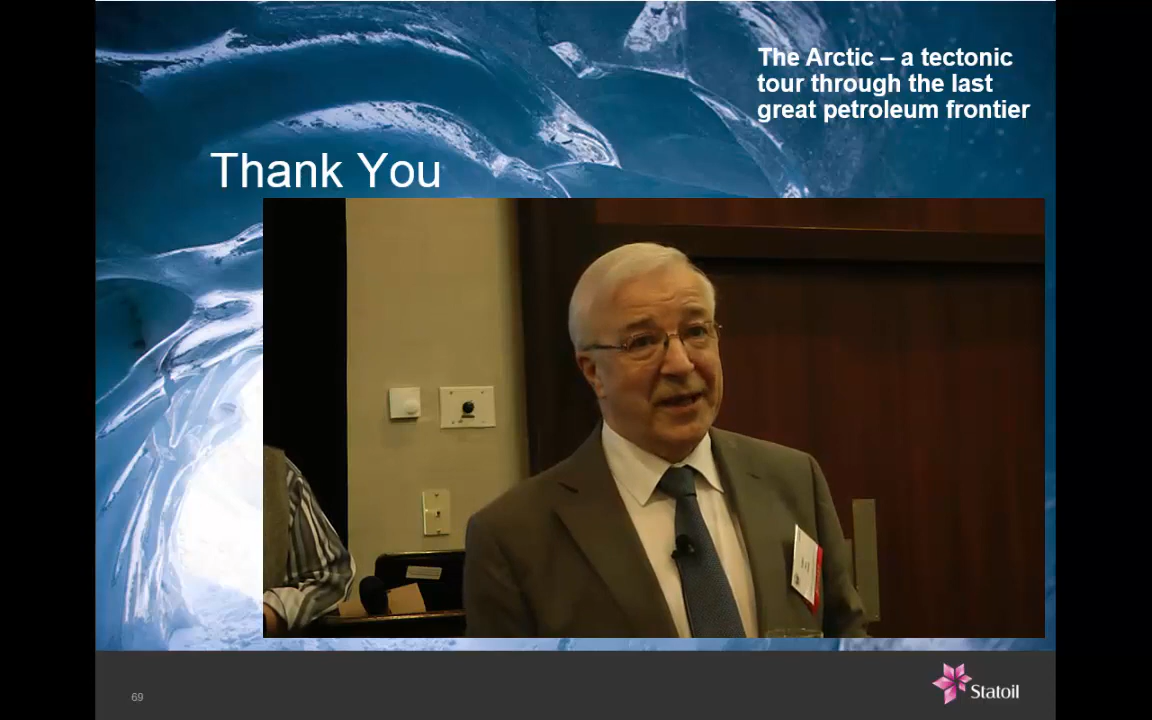 The Arctic – a tectonic
tour through the last
great petroleum frontier
Thank You
69
Statoil